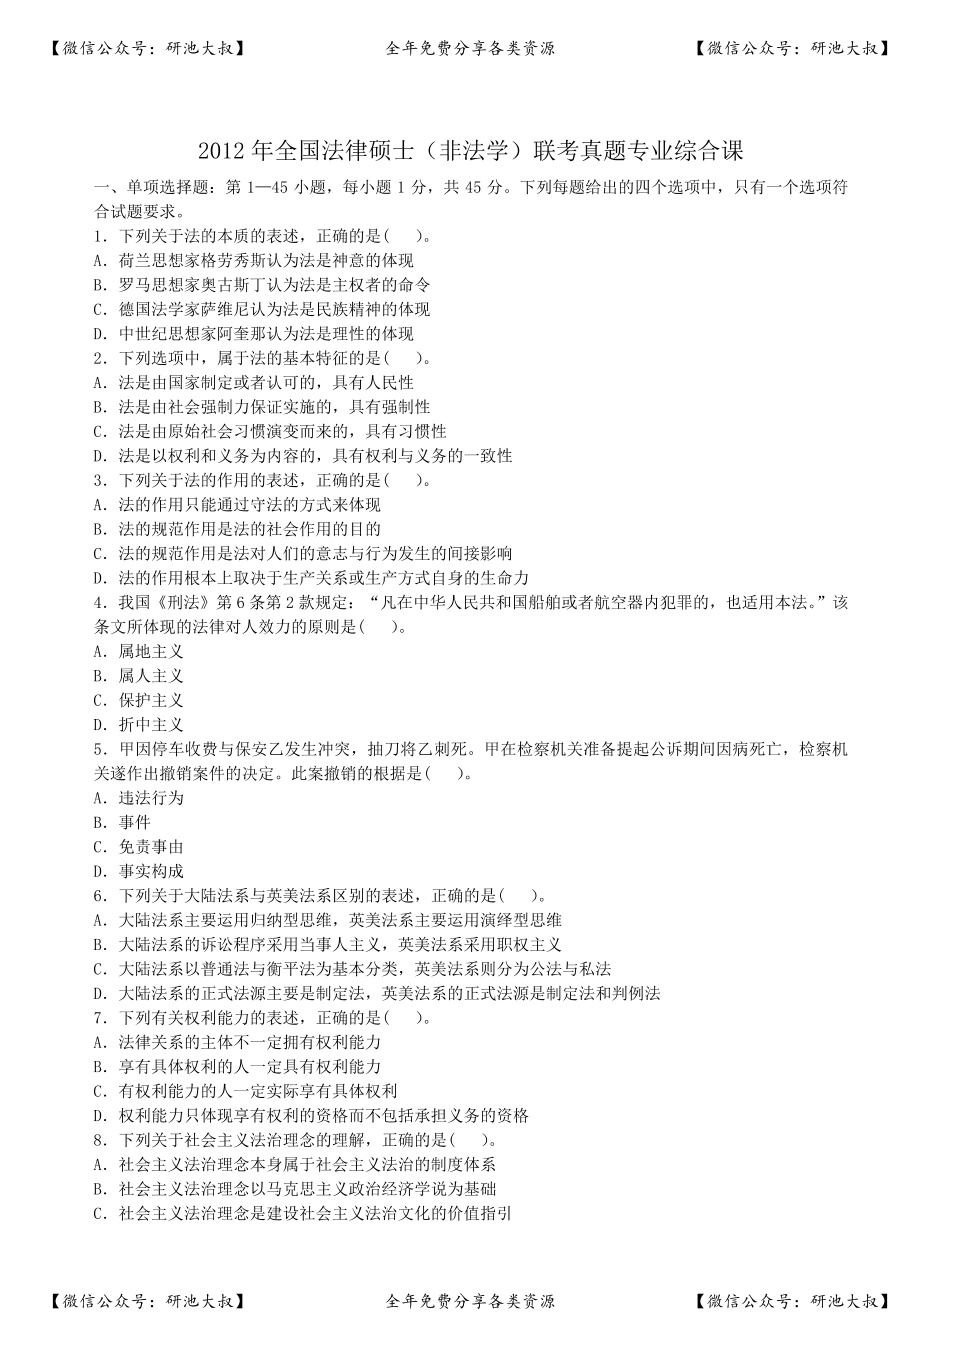 【微信公众号：研池大叔】 全年免费分享各类资源 【微信公众号：研池大叔】
2012 年全国法律硕士（非法学）联考真题专业综合课
一、单项选择题：第 1—45 小题，每小题 1 分，共 45 分。下列每题给出的四个选项中，只有一个选项符
合试题要求。
1．下列关于法的本质的表述，正确的是(　 )。
A．荷兰思想家格劳秀斯认为法是神意的体现
B．罗马思想家奥古斯丁认为法是主权者的命令
C．德国法学家萨维尼认为法是民族精神的体现
D．中世纪思想家阿奎那认为法是理性的体现
2．下列选项中，属于法的基本特征的是(　 )。
A．法是由国家制定或者认可的，具有人民性
B．法是由社会强制力保证实施的，具有强制性
C．法是由原始社会习惯演变而来的，具有习惯性
D．法是以权利和义务为内容的，具有权利与义务的一致性
3．下列关于法的作用的表述，正确的是(　 )。
A．法的作用只能通过守法的方式来体现
B．法的规范作用是法的社会作用的目的
C．法的规范作用是法对人们的意志与行为发生的间接影响
D．法的作用根本上取决于生产关系或生产方式自身的生命力
4．我国《刑法》第 6 条第 2 款规定：“凡在中华人民共和国船舶或者航空器内犯罪的，也适用本法。”该
条文所体现的法律对人效力的原则是(　 )。
A．属地主义
B．属人主义
C．保护主义
D．折中主义
5．甲因停车收费与保安乙发生冲突，抽刀将乙刺死。甲在检察机关准备提起公诉期间因病死亡，检察机
关遂作出撤销案件的决定。此案撤销的根据是(　 )。
A．违法行为
B．事件
C．免责事由
D．事实构成
6．下列关于大陆法系与英美法系区别的表述，正确的是(　 )。
A．大陆法系主要运用归纳型思维，英美法系主要运用演绎型思维
B．大陆法系的诉讼程序采用当事人主义，英美法系采用职权主义
C．大陆法系以普通法与衡平法为基本分类，英美法系则分为公法与私法
D．大陆法系的正式法源主要是制定法，英美法系的正式法源是制定法和判例法
7．下列有关权利能力的表述，正确的是(　 )。
A．法律关系的主体不一定拥有权利能力
B．享有具体权利的人一定具有权利能力
C．有权利能力的人一定实际享有具体权利
D．权利能力只体现享有权利的资格而不包括承担义务的资格
8．下列关于社会主义法治理念的理解，正确的是(　 )。
A．社会主义法治理念本身属于社会主义法治的制度体系
B．社会主义法治理念以马克思主义政治经济学说为基础
C．社会主义法治理念是建设社会主义法治文化的价值指引
【微信公众号：研池大叔】 全年免费分享各类资源 【微信公众号：研池大叔】